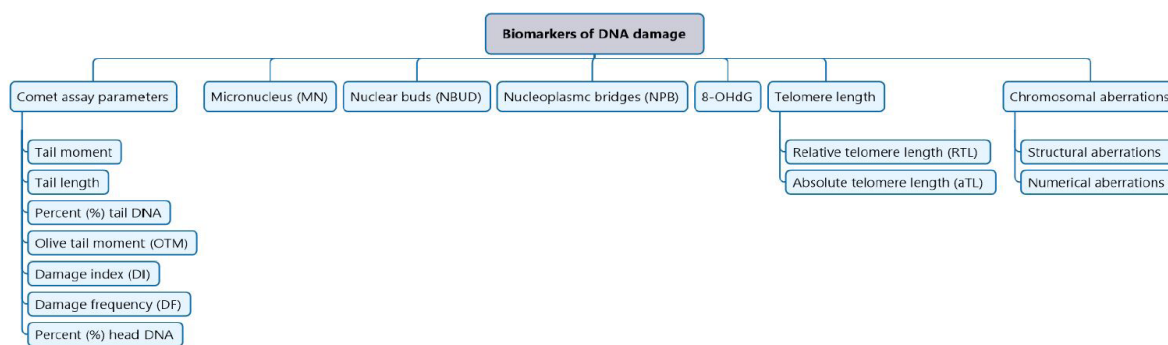 Biomarkers of DNA damage
Comet assay parameters
Micronucleus (MN)
Nuclear buds (NBUD)
Nucleoplasmc bridges (NPB)
8-OHdG
Telomere length
Chromosomal aberrations
Tail moment
Tail length
Percent (%) tail DNA
Olive tail moment (OTM)
Damage index (DI)
Damage frequency (DF)
Percent (%) head DNA
Relative telomere length (RTL)
Absolute telomere length (aTL)
Structural aberrations
Numerical aberrations